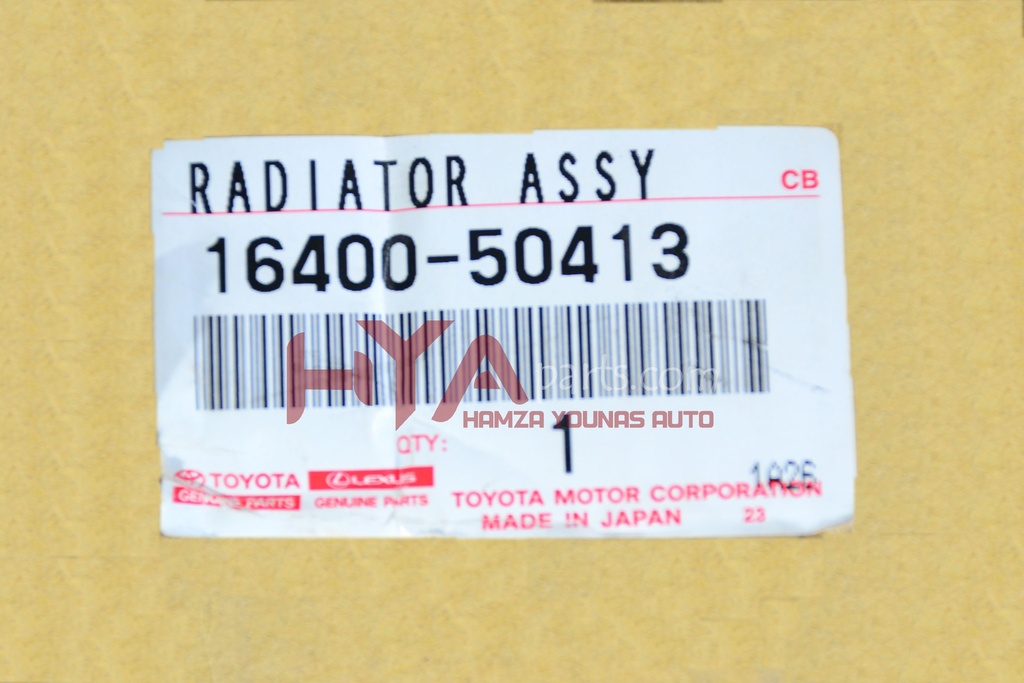 RADIATOR ASSY
CB
16400-50413
HYA parts.com
HAMZA YOUNAS AUTO
QTY: 1
TOYOTA
GENUINE PARTS
LEXUS
GENUINE PARTS
1A26
TOYOTA MOTOR CORPORATION
MADE IN JAPAN 23